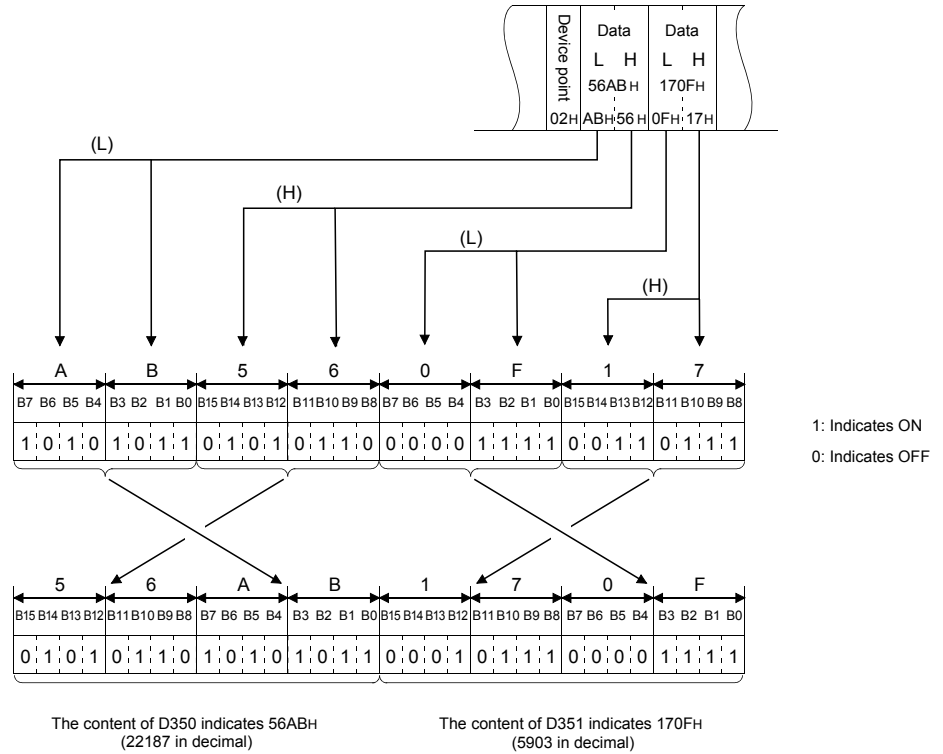 Device point
Data Data
L H L H
56ABH 170FH
02H ABH 56H 0FH 17H
(L)
(H)
(L)
(H)
A B 5 6 0 F 1 7
B7 B6 B5 B4 B3 B2 B1 B0 B15 B14 B13 B12 B11 B10 B9 B8 B7 B6 B5 B4 B3 B2 B1 B0 B15 B14 B13 B12 B11 B10 B9 B8
1 0 1 0 1 0 1 1 0 1 0 1 0 1 1 0 0 0 0 0 1 1 1 1 0 0 1 1 0 1 1 1
1: Indicates ON
0: Indicates OFF
5 6 A B 1 7 0 F
B15 B14 B13 B12 B11 B10 B9 B8 B7 B6 B5 B4 B3 B2 B1 B0 B15 B14 B13 B12 B11 B10 B9 B8 B7 B6 B5 B4 B3 B2 B1 B0
0 1 0 1 0 1 1 0 1 0 1 0 1 0 1 1 0 0 0 1 0 1 1 1 0 0 0 0 1 1 1 1
The content of D350 indicates 56ABH
(22187 in decimal)
The content of D351 indicates 170FH
(5903 in decimal)